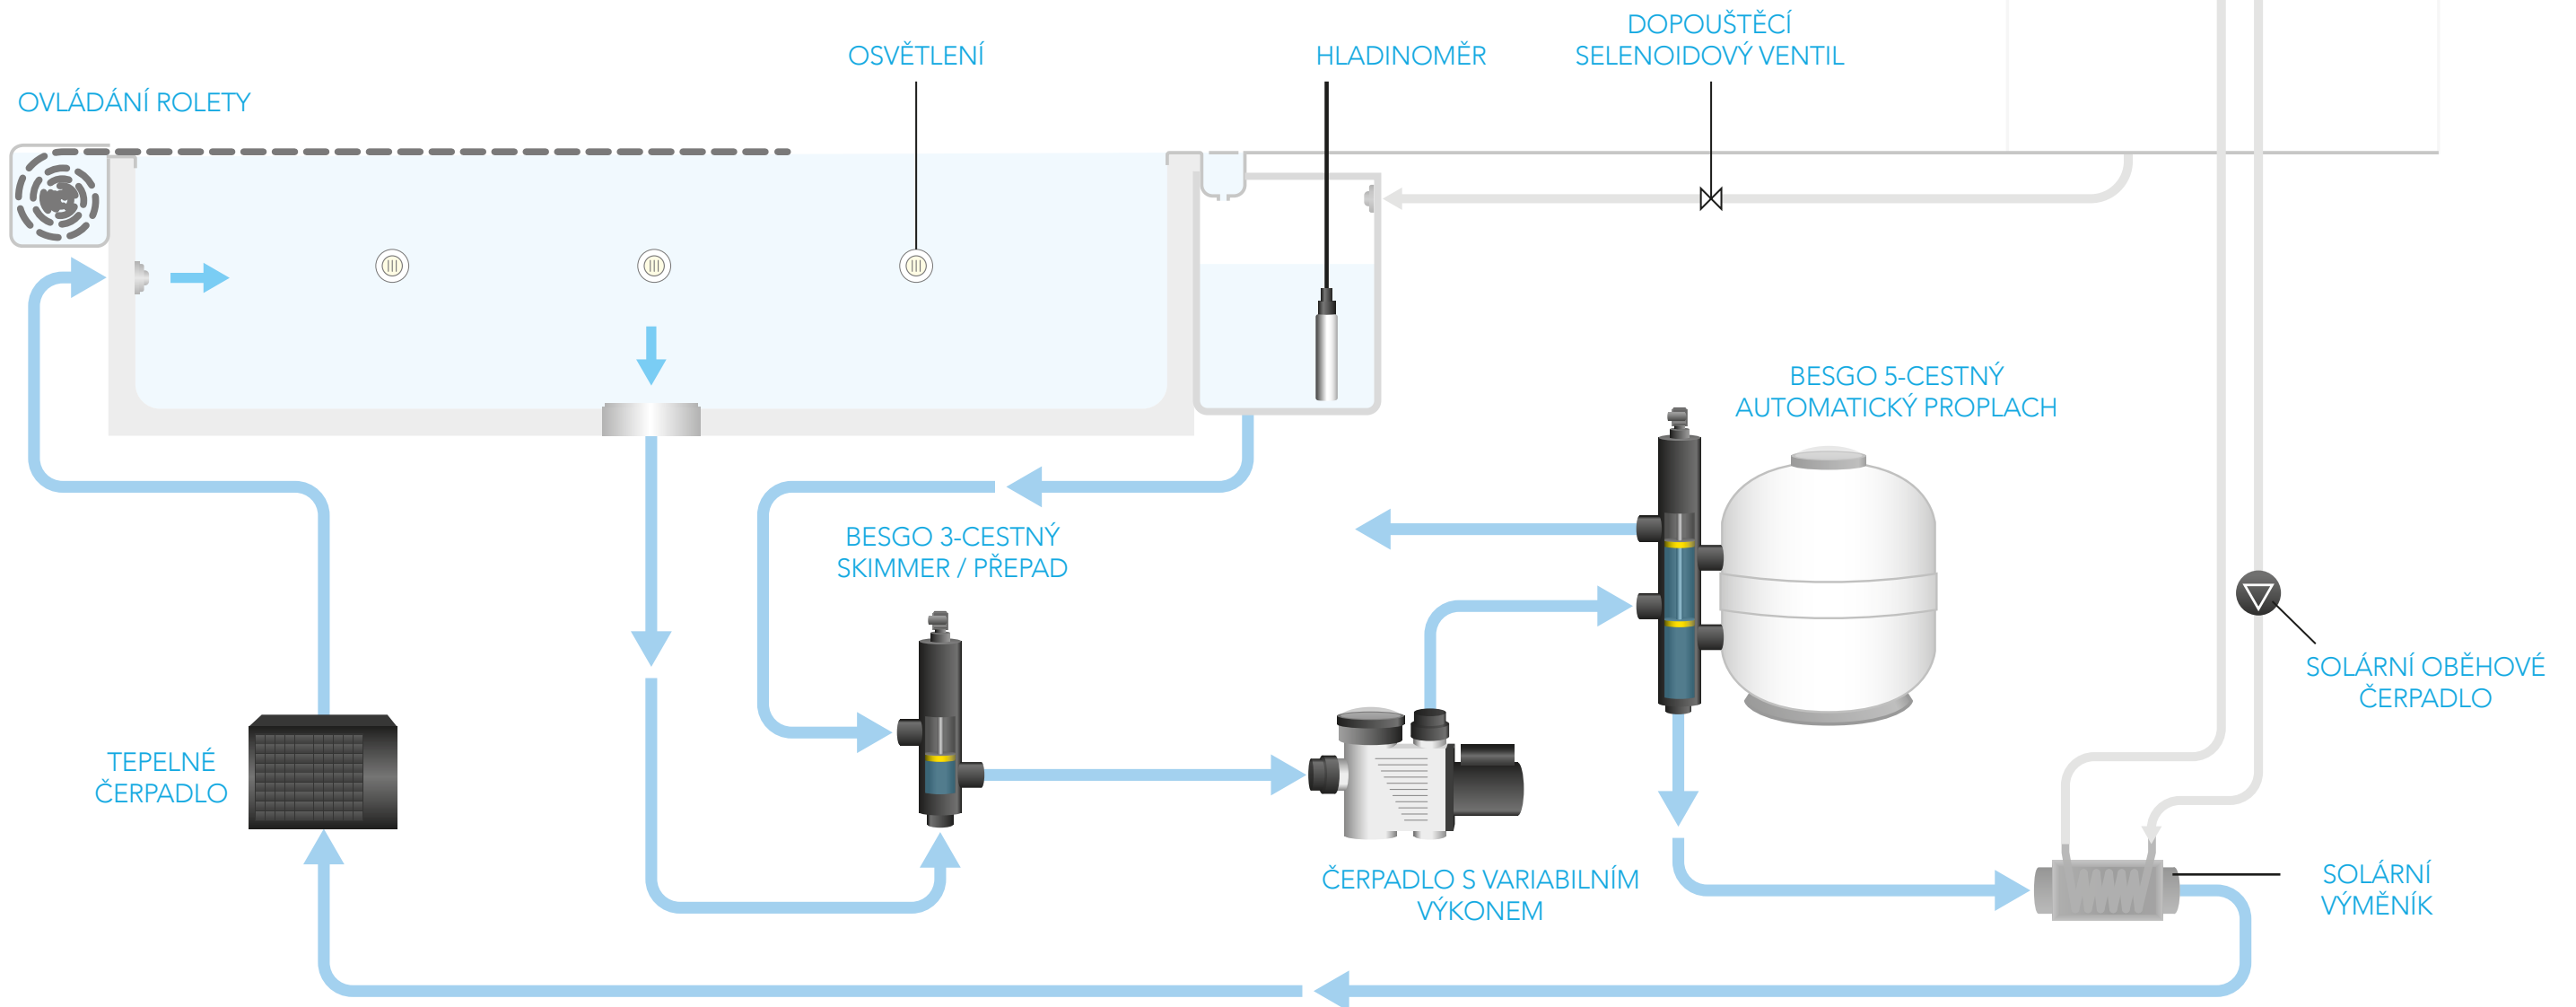 DOPOUŠTĚCÍ
SELENOIDOVÝ VENTIL
HLADINOMĚR
OSVĚTLENÍ
OVLÁDÁNÍ ROLETY
BESGO 5-CESTNÝ
AUTOMATICKÝ PROPLACH
BESGO 3-CESTNÝ
SKIMMER / PŘEPAD
SOLÁRNÍ OBĚHOVÉ
ČERPADLO
TEPELNÉ
ČERPADLO
ČERPADLO S VARIABILNÍM
VÝKONEM
SOLÁRNÍ
VÝMĚNÍK